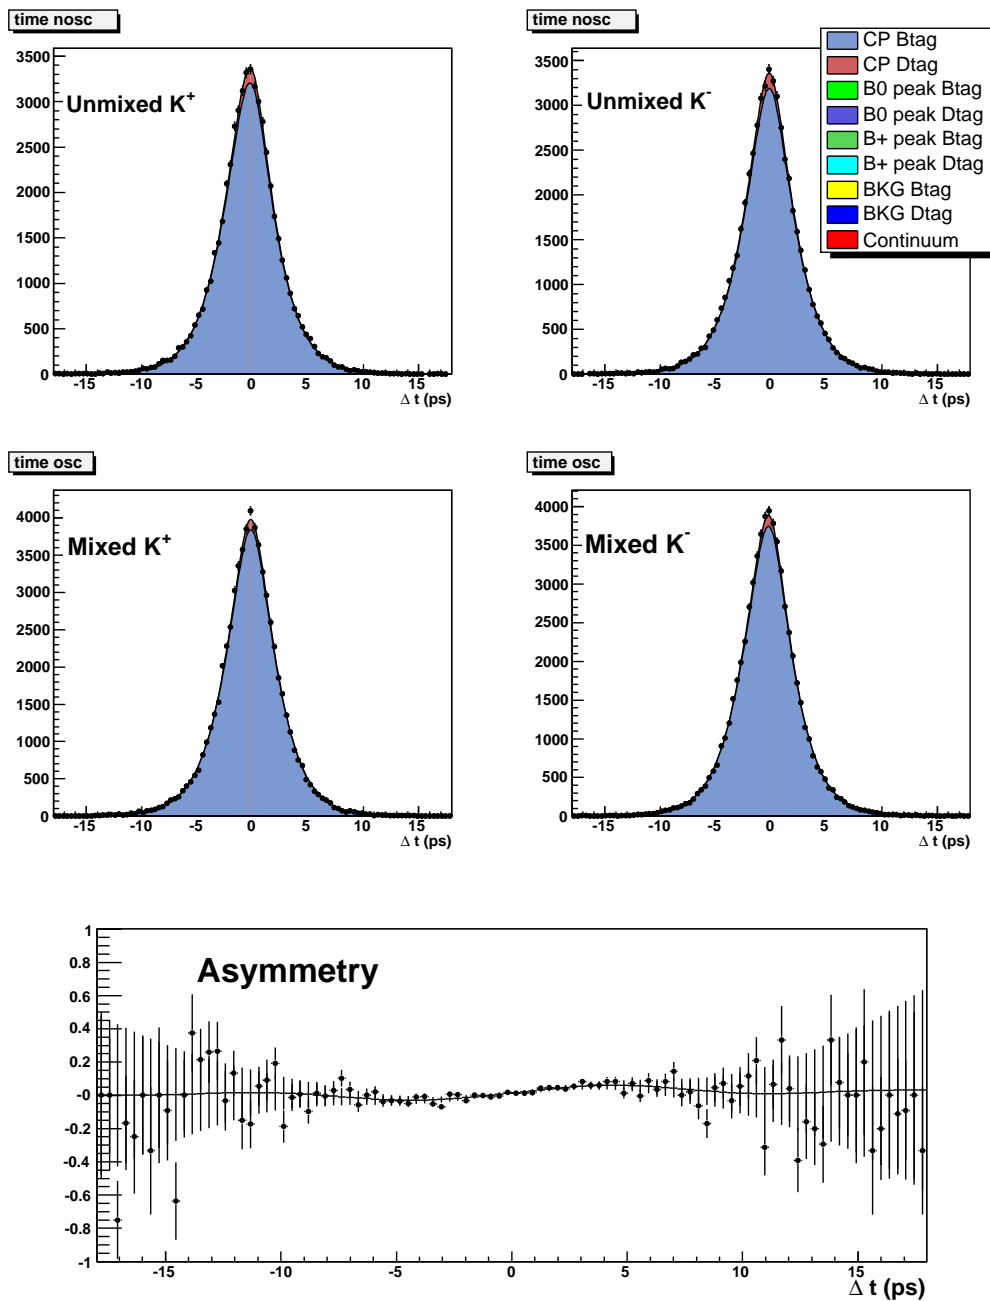 time nosc
3500
3000
2500
2000
1500
1000
500
0
Unmixed K+
-15 -10 -5 0 5 10 15
Δ t (ps)
time nosc
3500
3000
2500
2000
1500
1000
500
0
Unmixed K-
-15 -10 -5 0 5 10 15
Δ t (ps)
CP Btag
CP Dtag
B0 peak Btag
B0 peak Dtag
B+ peak Btag
B+ peak Dtag
BKG Btag
BKG Dtag
Continuum
time osc
4000
3500
3000
2500
2000
1500
1000
500
0
Mixed K+
-15 -10 -5 0 5 10 15
Δ t (ps)
time osc
4000
3500
3000
2500
2000
1500
1000
500
0
Mixed K-
-15 -10 -5 0 5 10 15
Δ t (ps)
1
0.8
0.6
0.4
0.2
-0
-0.2
-0.4
-0.6
-0.8
-1
Asymmetry
-15 -10 -5 0 5 10 15
Δ t (ps)